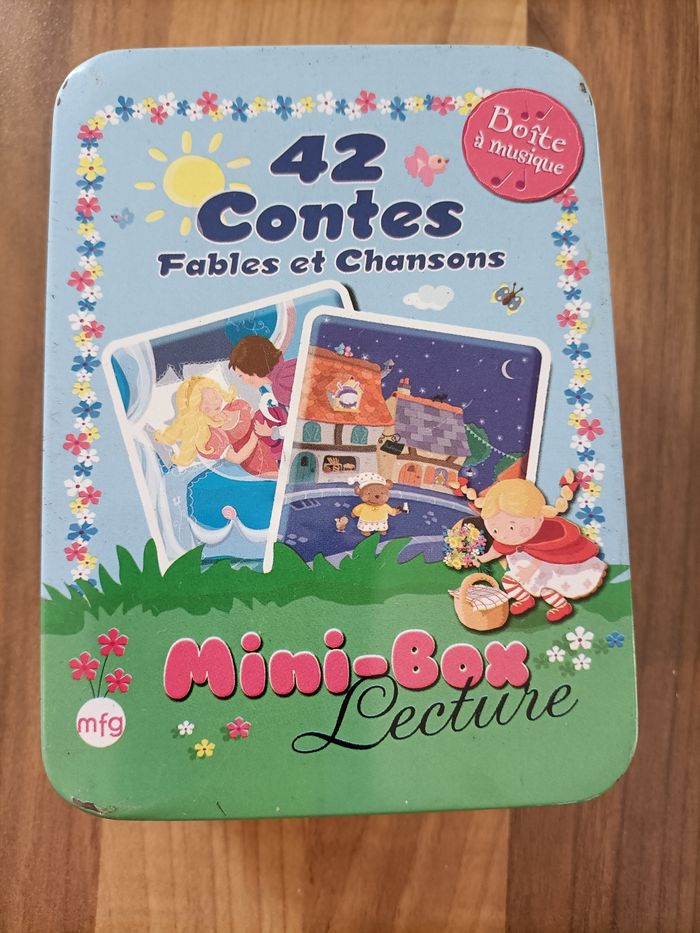 42
Contes
Fables et Chansons
Boîte
à musique
Mini-Box
Lecture
mfg